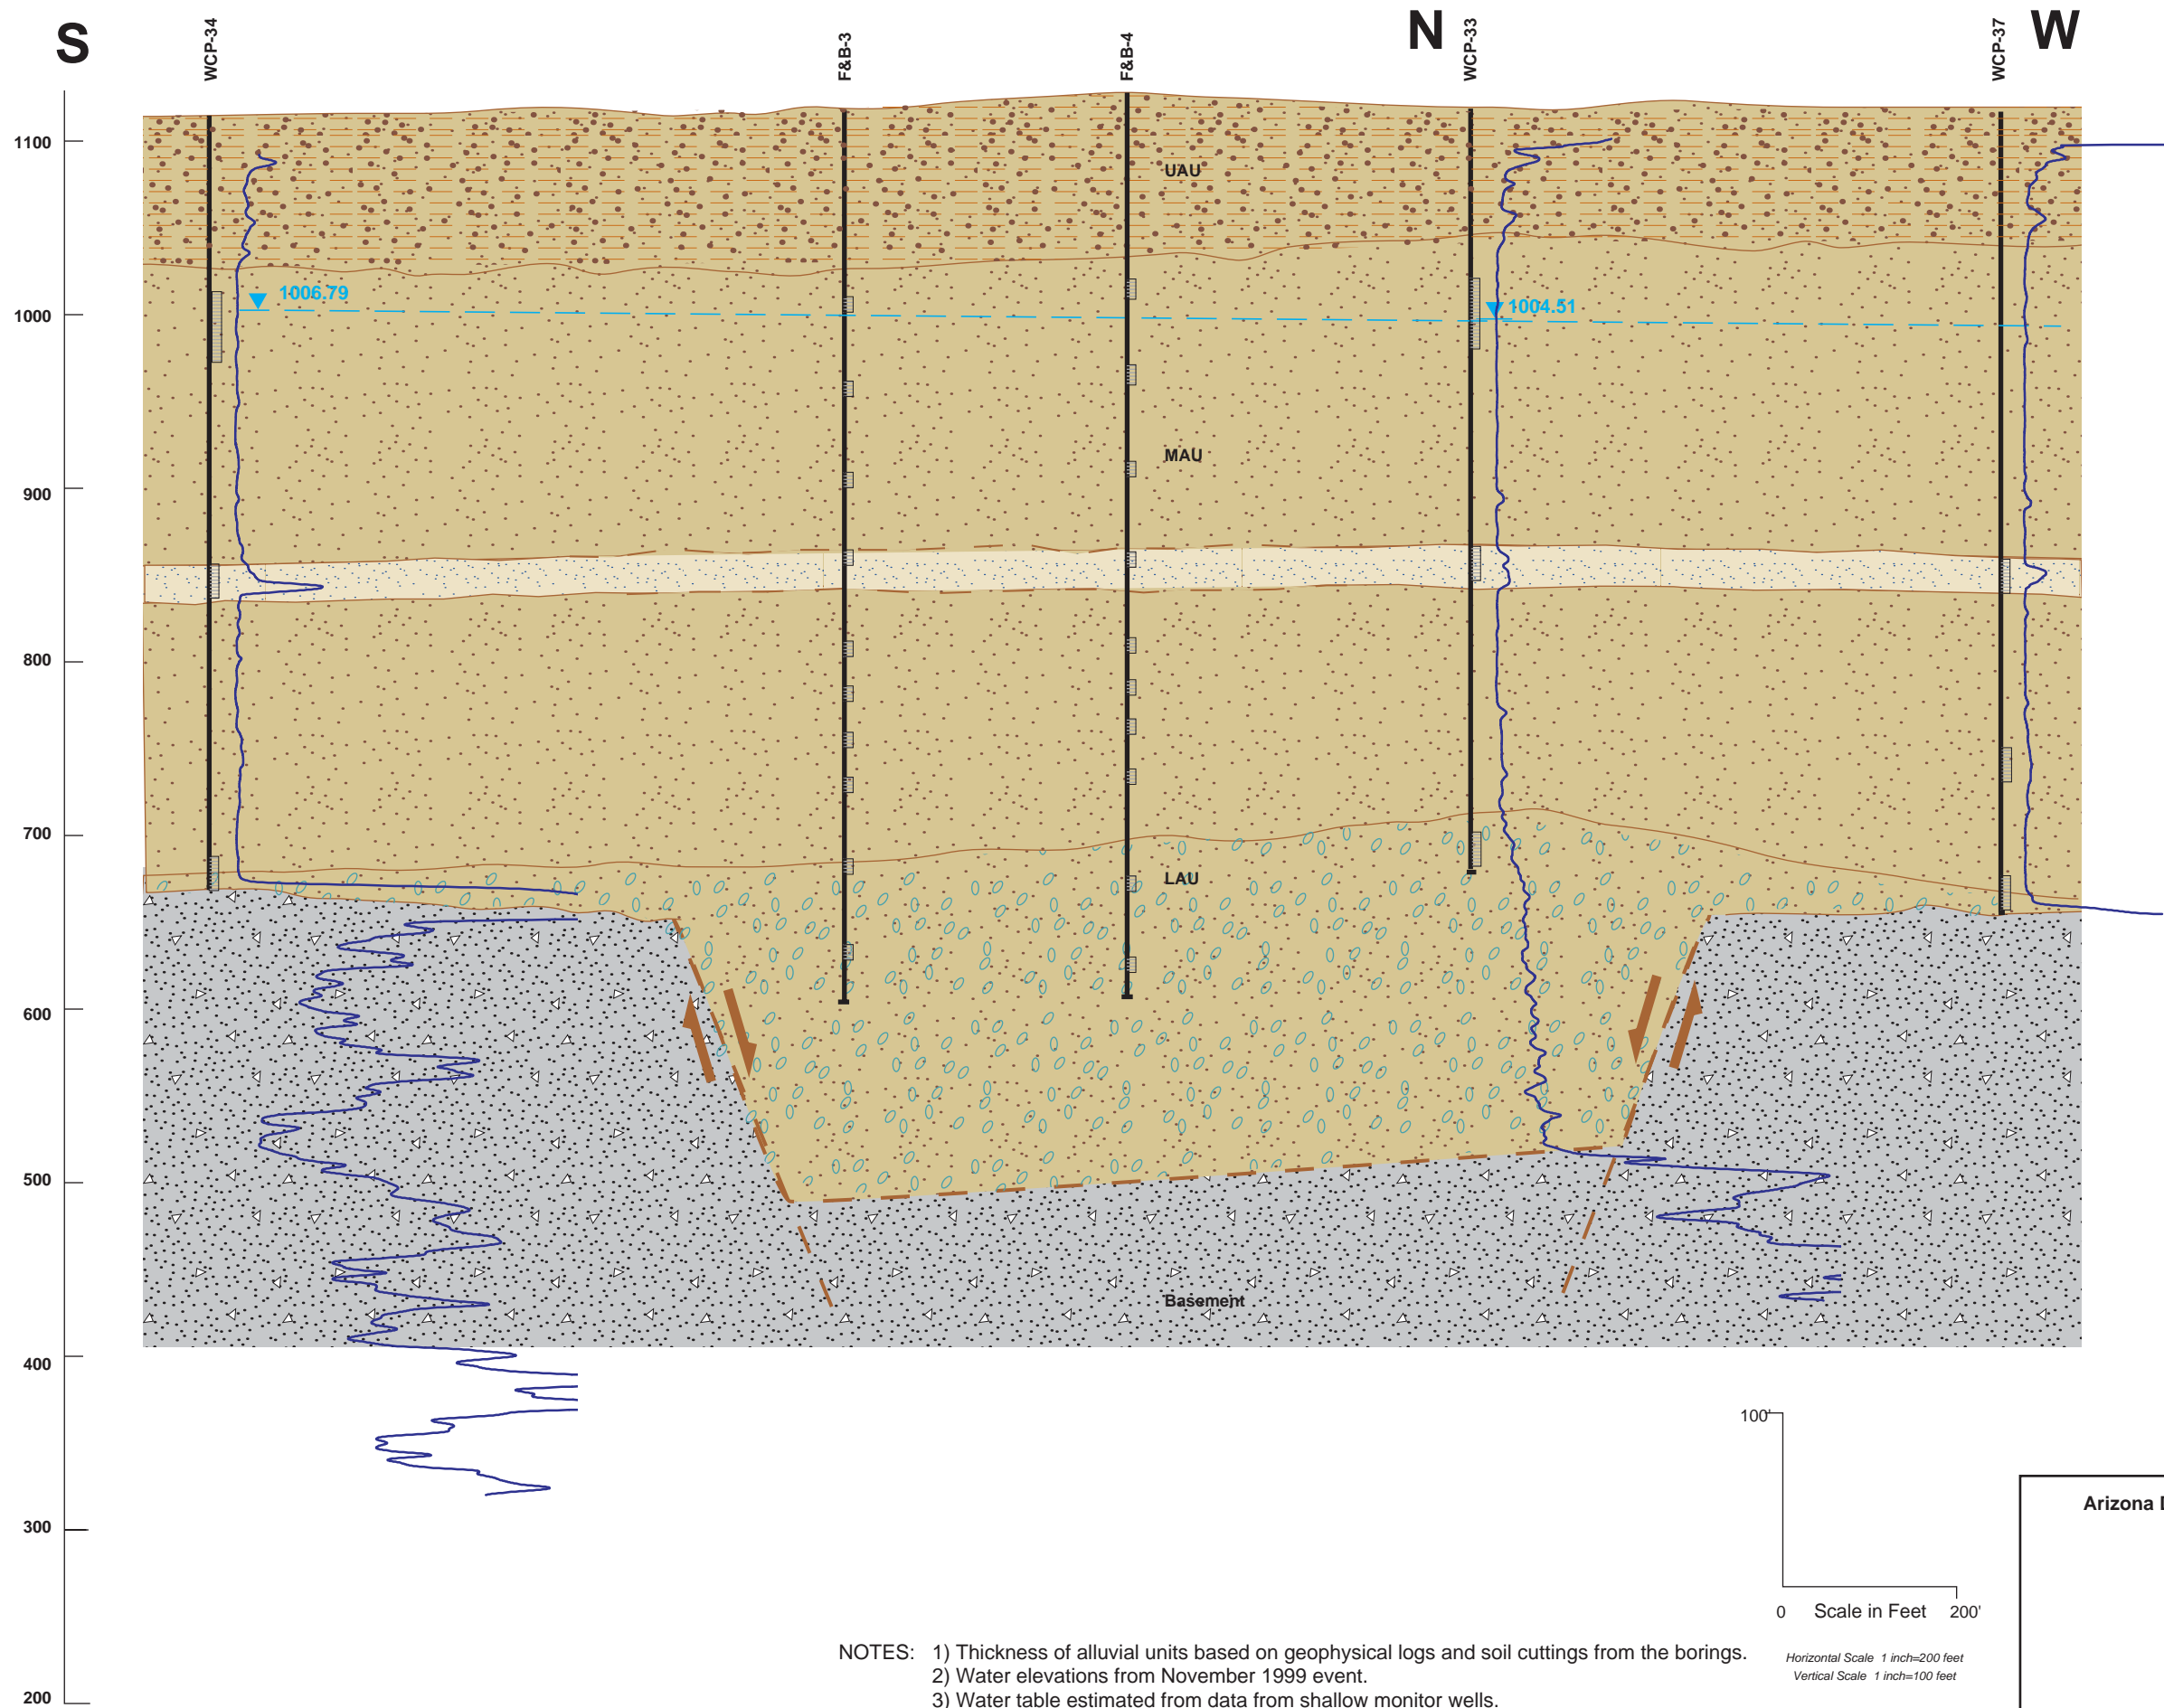 S
WCP-34
F&B-3
F&B-4
N
WCP-33
WCP-37
W
1100
UAU
1006.79
1000
1004.51
MAU
900
800
700
LAU
600
500
Basement
400
100'
Arizona
300
0 Scale in Feet 200'
NOTES: 1) Thickness of alluvial units based on geophysical logs and soil cuttings from the borings.
Horizontal Scale 1 inch=200 feet
2) Water elevations from November 1999 event.
Vertical Scale 1 inch=100 feet
200
3) Water table estimated from data from shallow monitor wells.